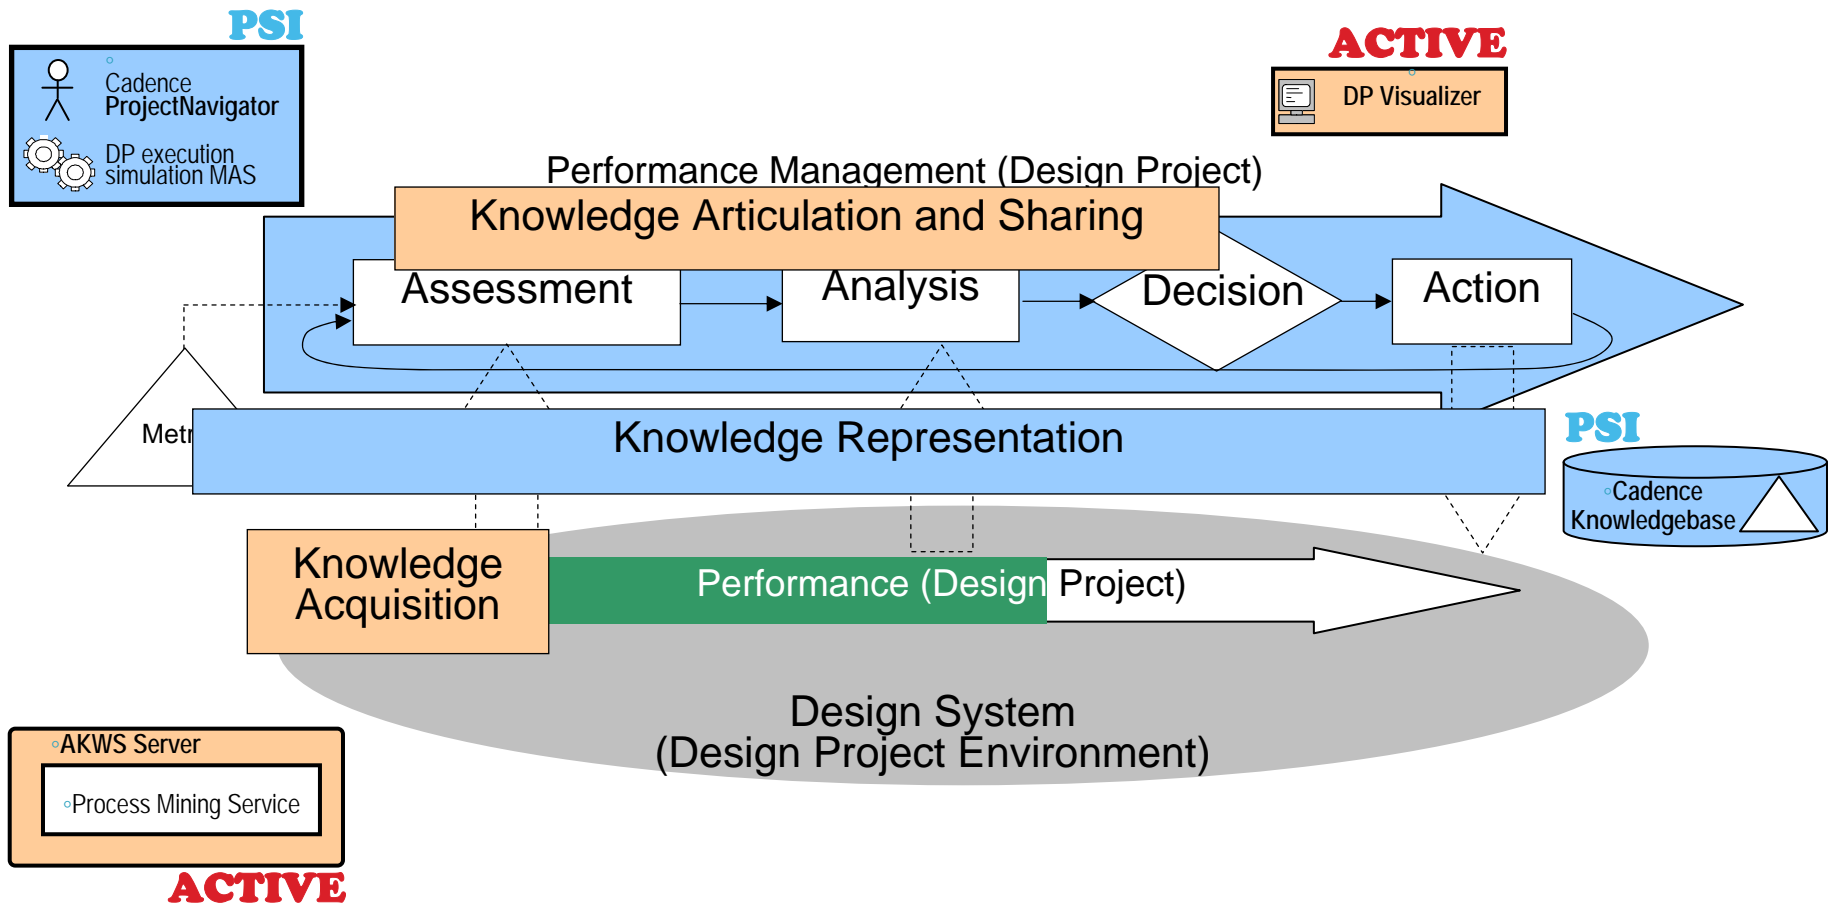 PSI
Cadence
ProjectNavigator
DP execution
simulation MAS
ACTIVE
DP Visualizer
Performance Management (Design Project)
Knowledge Articulation and Sharing
Assessment
Analysis
Decision
Action
Metr
Knowledge Representation
PSI
Cadence
Knowledgebase
Knowledge
Acquisition
Performance (Design Project)
Design System
(Design Project Environment)
AKWS Server
Process Mining Service
ACTIVE